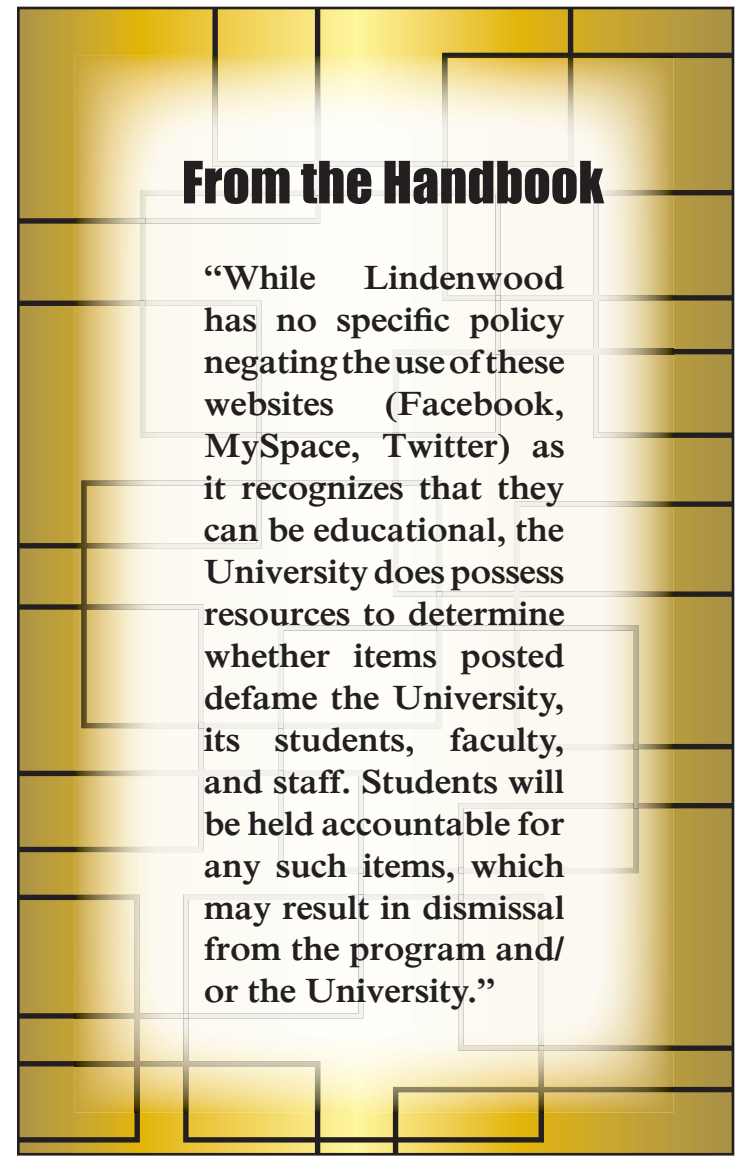 From the Handbook
“While Lindenwood
has no specific policy
negating the use of these
websites (Facebook,
MySpace, Twitter) as
it recognizes that they
can be educational, the
University does possess
resources to determine
whether items posted
defame the University,
its students, faculty,
and staff. Students will
be held accountable for
any such items, which
may result in dismissal
from the program and/
or the University.”